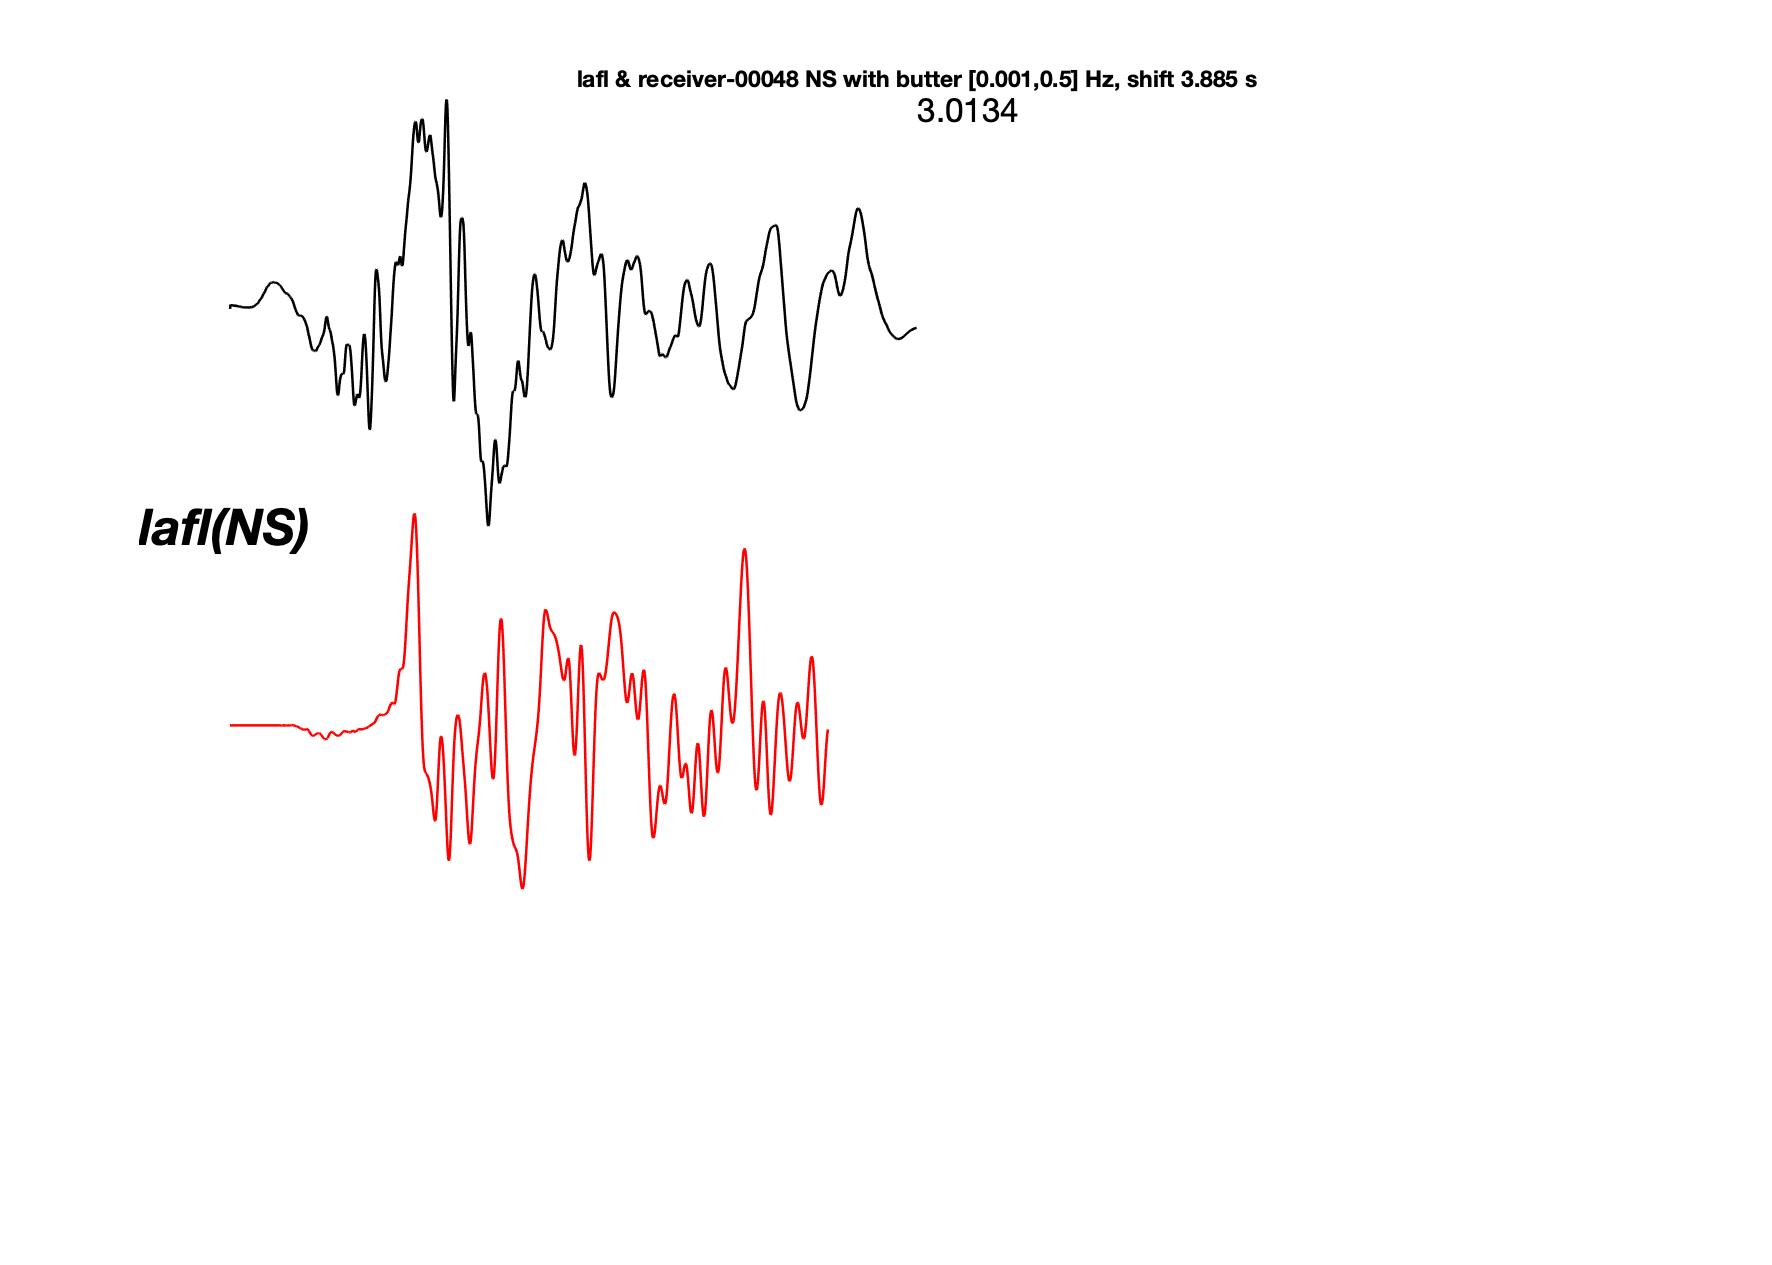 lafl & receiver-00048 NS with butter [0.001,0.5] Hz, shift 3.885 s
3.0134
lafl(NS)